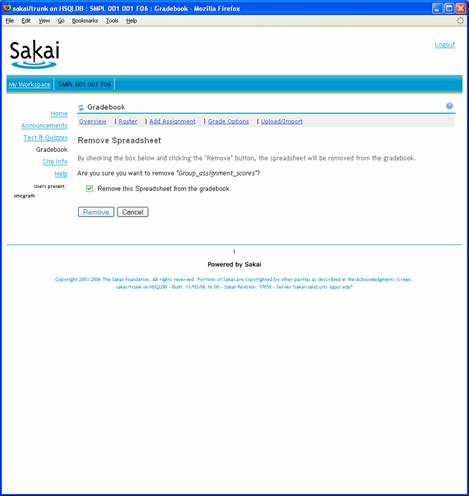 sakai/trunk on HSQLDB : SMPL 001 001 F06 : Gradebook - Mozilla Firefox
File Edit View Go Bookmarks Tools Help
Sakai
Logout
My Workspace SMPL 001 001 F06
Home
Announcements
Test & Quizzes
Gradebook
Site Info
Help
Users present:
omcgrath
Gradebook
Overview | Roster | Add Assignment | Grade Options | Upload/Import
Remove Spreadsheet
By checking the box below and clicking the "Remove" button, the spreadsheet will be removed from the gradebook.
Are you sure you want to remove "Group_assignment_scores"?
Remove this Spreadsheet from the gradebook.
Remove Cancel
Powered by Sakai
Copyright 2003-2006 The Sakai Foundation. All rights reserved. Portions of Sakai are copyrighted by other parties as described in the Acknowledgments screen.
sakai/trunk on HSQLDB - Built: 11/02/06 16:00 - Sakai Revision: 17858 - Server